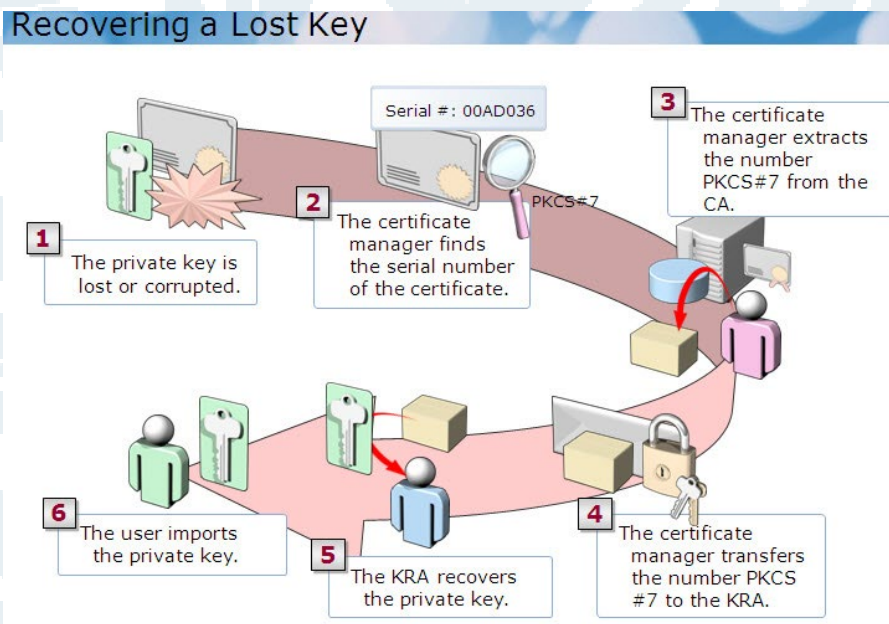 Recovering a Lost Key
Serial #: 00AD036
PKCS#7
1
The private key is
lost or corrupted.
2
The certificate
manager finds
the serial number
of the certificate.
3
The certificate
manager extracts
the number
PKCS#7 from the
CA.
4
The certificate
manager transfers
the number PKCS
#7 to the KRA.
5
The KRA recovers
the private key.
6
The user imports
the private key.